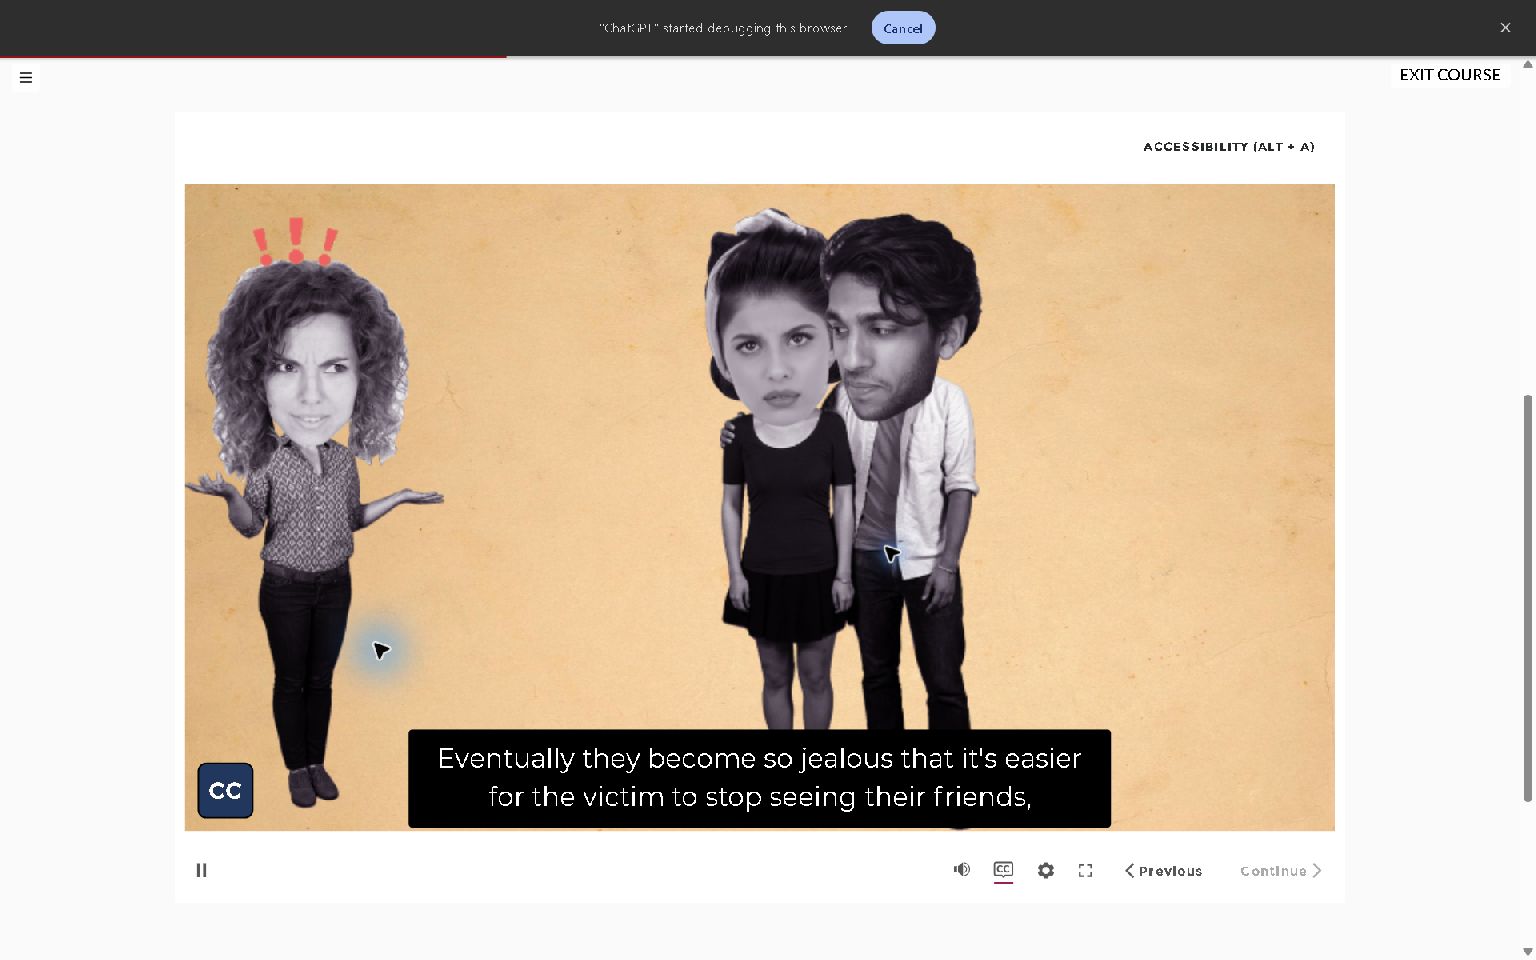 "ChatGPT" started debugging this browser
Cancel
EXIT COURSE
ACCESSIBILITY (ALT + A)
! ! !
Eventually they become so jealous that it's easier
for the victim to stop seeing their friends,
CC
CC
Previous
Continue